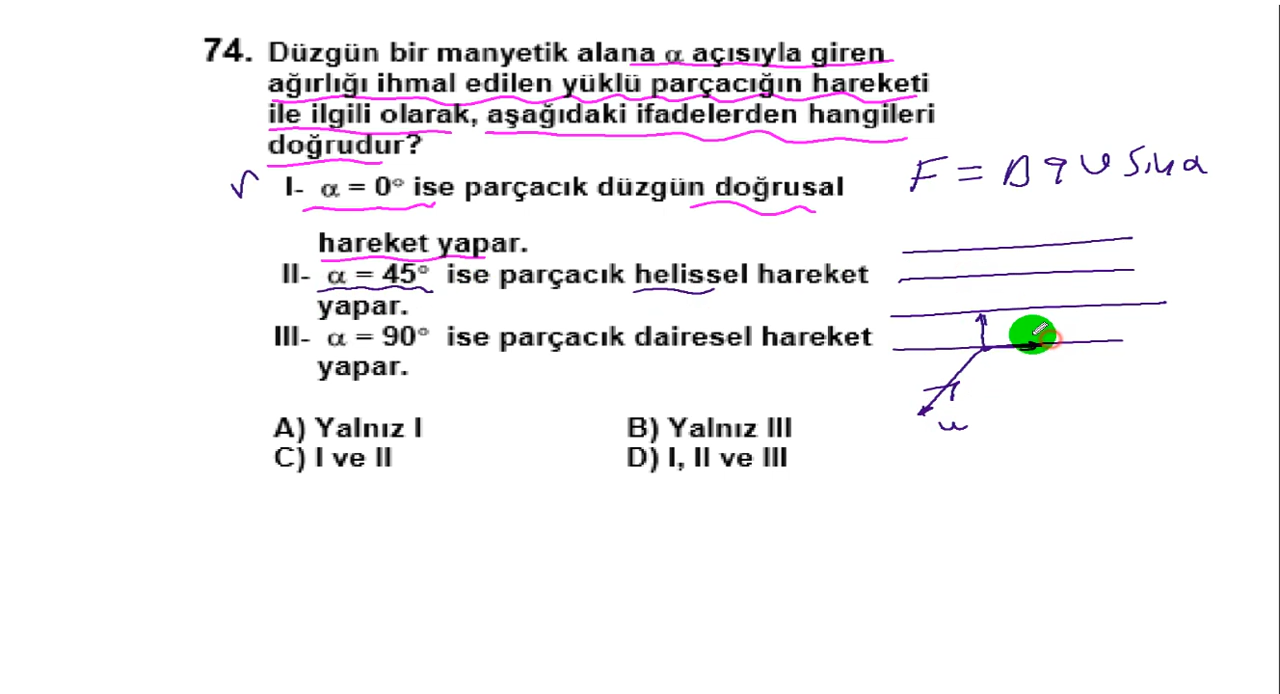 74. Düzgün bir manyetik alana α açısıyla giren
ağırlığı ihmal edilen yüklü parçacığın hareketi
ile ilgili olarak, aşağıdaki ifadelerden hangileri
doğrudur?
I- α = 0° ise parçacık düzgün doğrusal
hareket yapar.
II- α = 45° ise parçacık helissel hareket
yapar.
III- α = 90° ise parçacık dairesel hareket
yapar.
A) Yalnız I
B) Yalnız III
C) I ve II
D) I, II ve III
F = B q υ Sin α